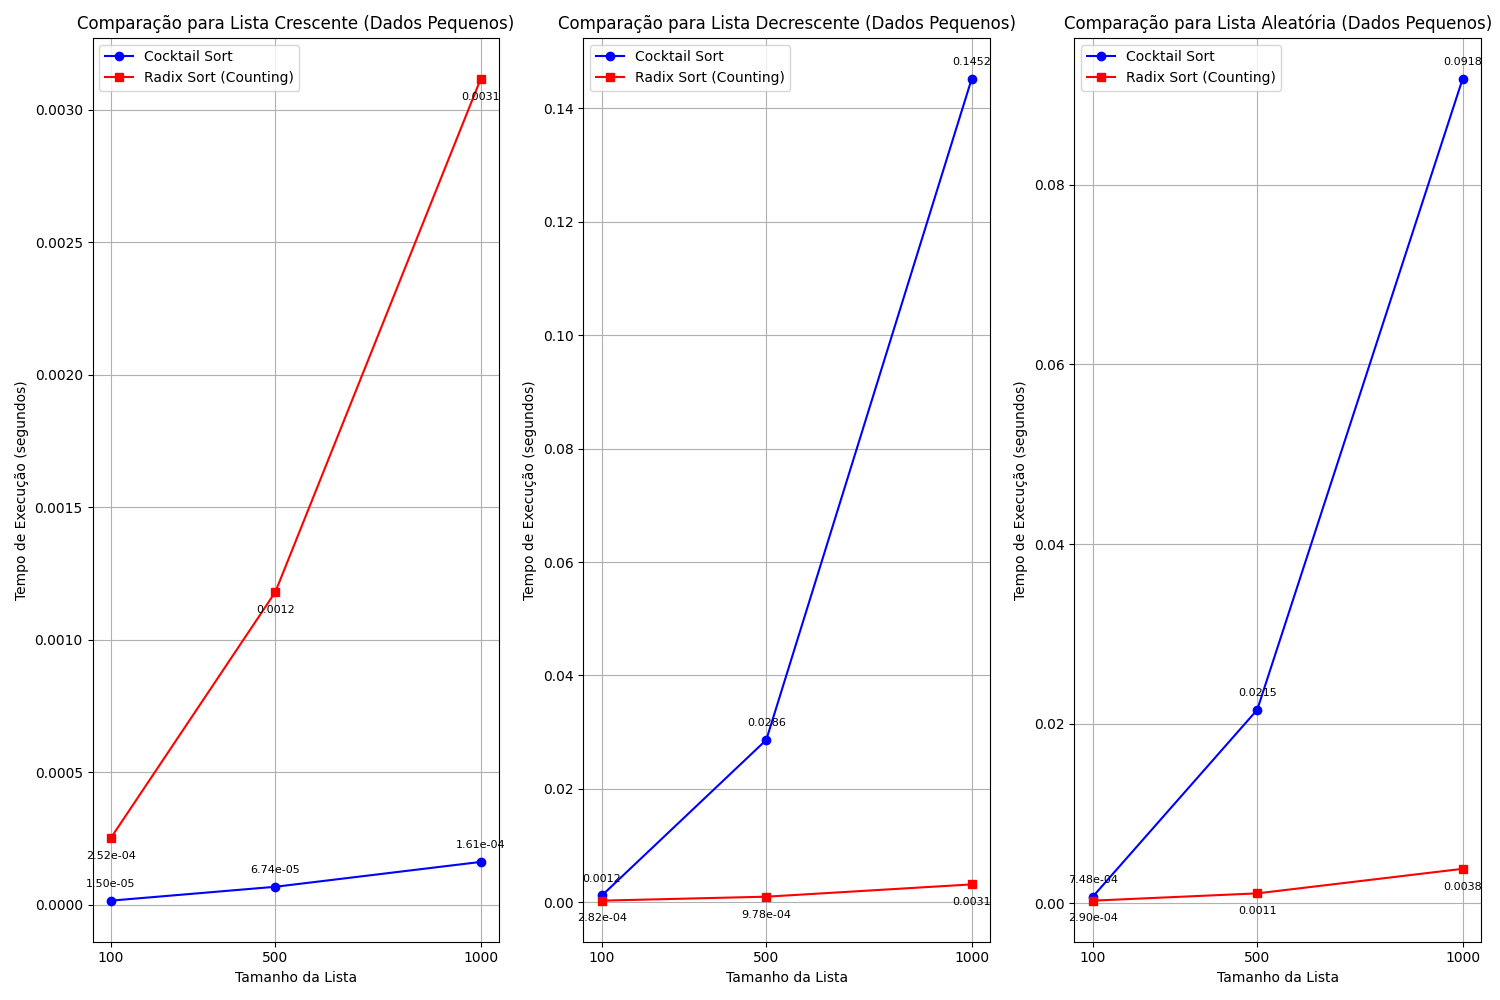 Comparação para Lista Crescente (Dados Pequenos)
Cocktail Sort
Radix Sort (Counting)
0.0030
0.0025
0.0020
0.0015
0.0010
0.0005
0.0000
0.0031
0.0012
2.52e-04
1.50e-05
6.74e-05
1.61e-04
100
500
1000
Tamanho da Lista
Tempo de Execução (segundos)
Comparação para Lista Decrescente (Dados Pequenos)
Cocktail Sort
Radix Sort (Counting)
0.14
0.12
0.10
0.08
0.06
0.04
0.02
0.00
0.1452
0.0286
0.0012
2.82e-04
9.78e-04
0.0031
100
500
1000
Tamanho da Lista
Tempo de Execução (segundos)
Comparação para Lista Aleatória (Dados Pequenos)
Cocktail Sort
Radix Sort (Counting)
0.08
0.06
0.04
0.02
0.00
0.0918
0.0215
7.48e-04
2.90e-04
0.0011
0.0038
100
500
1000
Tamanho da Lista
Tempo de Execução (segundos)